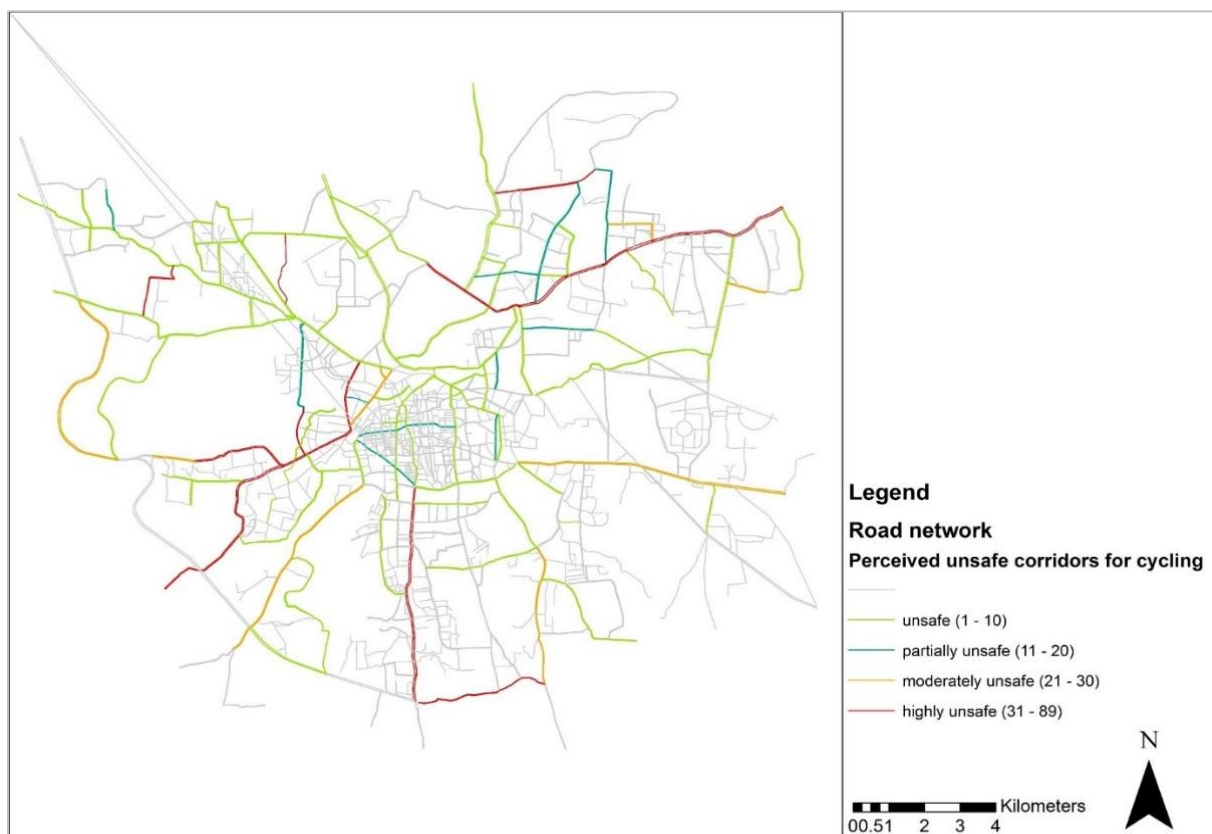 Legend
Road network
Perceived unsafe corridors for cycling
unsafe (1 - 10)
partially unsafe (11 - 20)
moderately unsafe (21 - 30)
highly unsafe (31 - 89)
N
Kilometers
00.51 2 3 4